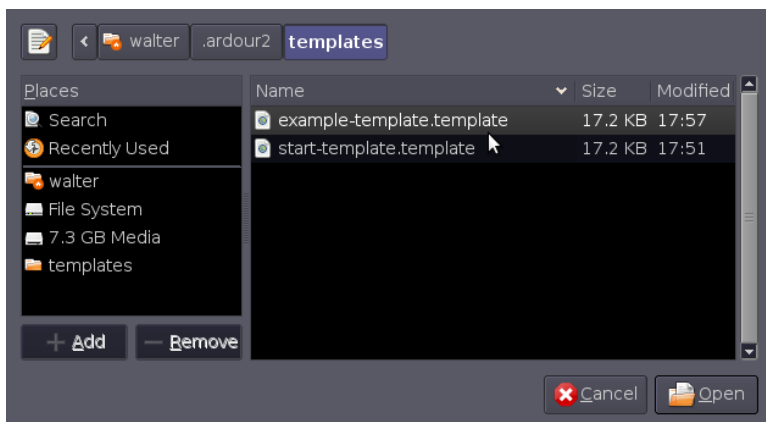 walter .ardour2 templates
Places
Search
Recently Used
walter
File System
7.3 GB Media
templates
Add Remove
Name Size Modified
example-template.template 17.2 KB 17:57
start-template.template 17.2 KB 17:51
Cancel Open